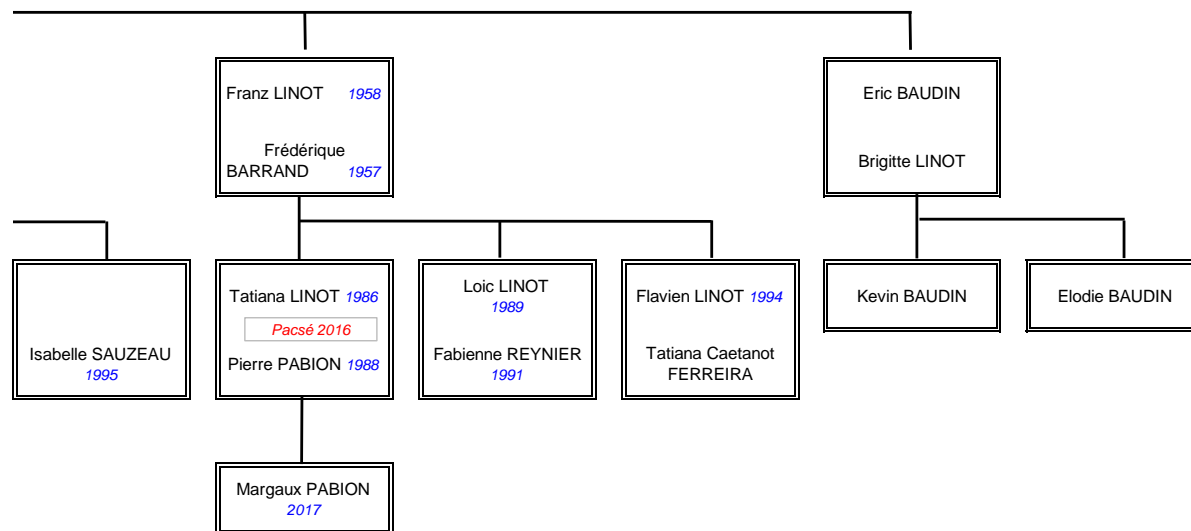 Franz LINOT 1958
Frédérique
BARRAND 1957
Eric BAUDIN
Brigitte LINOT
Isabelle SAUZEAU
1995
Tatiana LINOT 1986
Pacsé 2016
Pierre PABION 1988
Loic LINOT
1989
Fabienne REYNIER
1991
Flavien LINOT 1994
Tatiana Caetanot
FERREIRA
Kevin BAUDIN
Elodie BAUDIN
Margaux PABION
2017